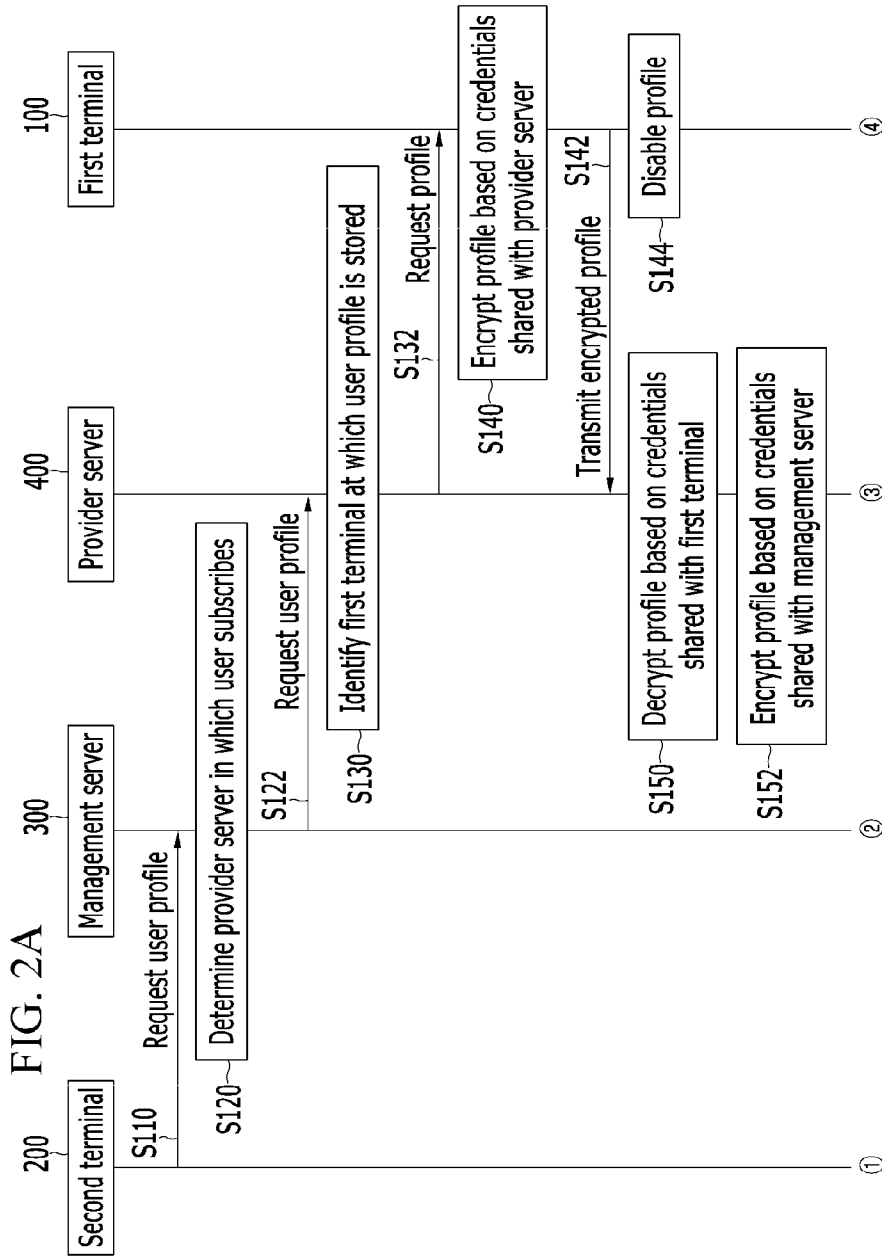 FIG. 2A
200
300
400
100
Second terminal
Management server
Provider server
First terminal
S110
Request user profile
S120
Determine provider server in which user subscribes
S122
Request user profile
S130
Identify first terminal at which user profile is stored
S132
Request profile
S140
Encrypt profile based on credentials
shared with provider server
Transmit encrypted profile
S142
S144
Disable profile
S150
Decrypt profile based on credentials
shared with first terminal
S152
Encrypt profile based on credentials
shared with management server
①
②
③
④